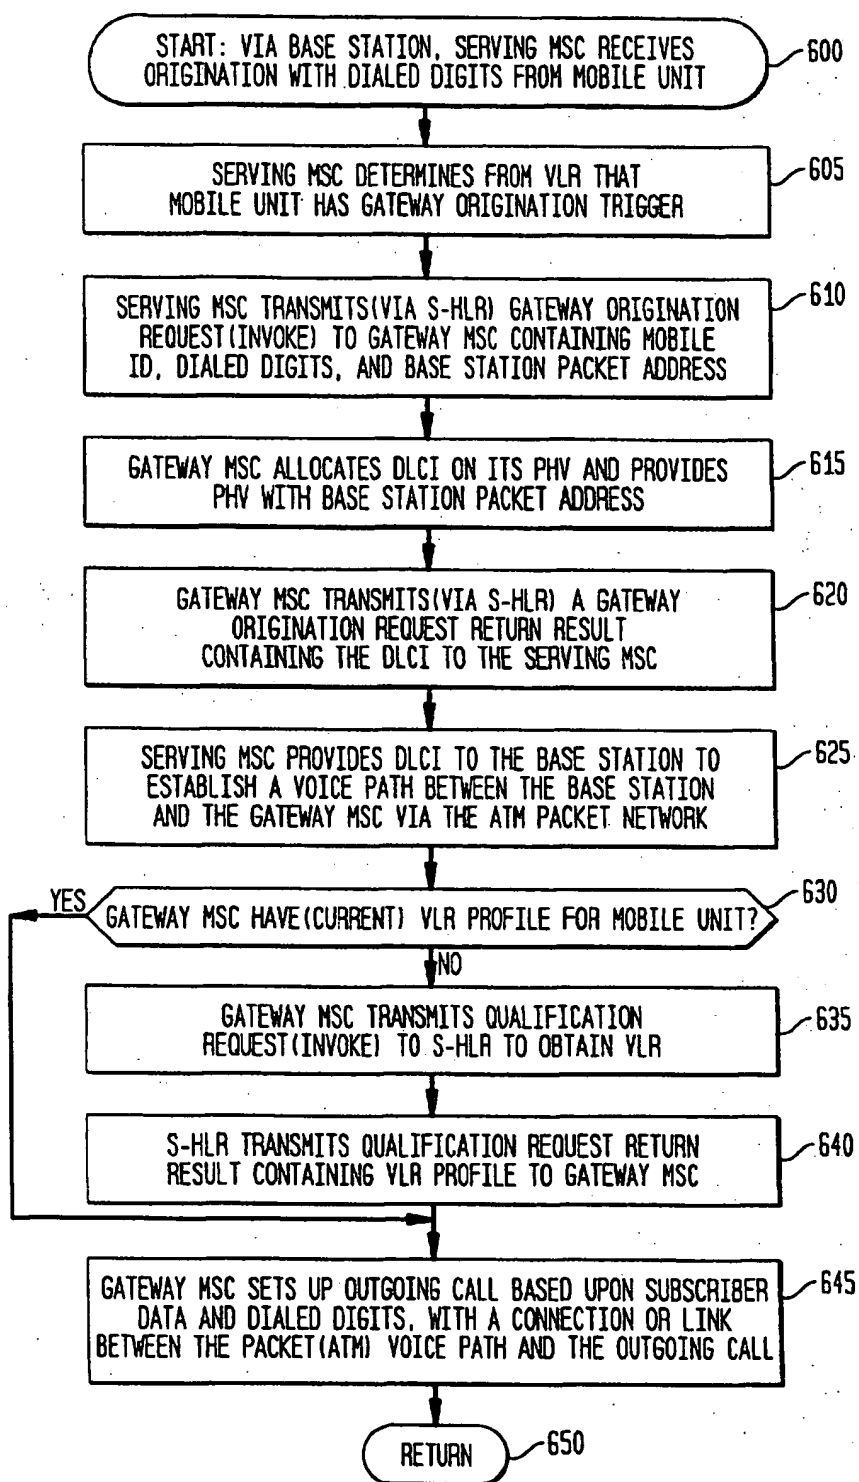 START: VIA BASE STATION, SERVING MSC RECEIVES
ORIGINATION WITH DIALED DIGITS FROM MOBILE UNIT
600
SERVING MSC DETERMINES FROM VLR THAT
MOBILE UNIT HAS GATEWAY ORIGINATION TRIGGER
605
SERVING MSC TRANSMITS(VIA S-HLR) GATEWAY ORIGINATION
REQUEST(INVOKE) TO GATEWAY MSC CONTAINING MOBILE
ID, DIALED DIGITS, AND BASE STATION PACKET ADDRESS
610
GATEWAY MSC ALLOCATES DLCI ON ITS PHV AND PROVIDES
PHV WITH BASE STATION PACKET ADDRESS
615
GATEWAY MSC TRANSMITS(VIA S-HLR) A GATEWAY
ORIGINATION REQUEST RETURN RESULT
CONTAINING THE DLCI TO THE SERVING MSC
620
SERVING MSC PROVIDES DLCI TO THE BASE STATION TO
ESTABLISH A VOICE PATH BETWEEN THE BASE STATION
AND THE GATEWAY MSC VIA THE ATM PACKET NETWORK
625
YES
GATEWAY MSC HAVE(CURRENT) VLR PROFILE FOR MOBILE UNIT?
630
NO
GATEWAY MSC TRANSMITS QUALIFICATION
REQUEST(INVOKE) TO S-HLR TO OBTAIN VLR
635
S-HLR TRANSMITS QUALIFICATION REQUEST RETURN
RESULT CONTAINING VLR PROFILE TO GATEWAY MSC
640
GATEWAY MSC SETS UP OUTGOING CALL BASED UPON SUBSCRIBER
DATA AND DIALED DIGITS, WITH A CONNECTION OR LINK
BETWEEN THE PACKET(ATM) VOICE PATH AND THE OUTGOING CALL
645
RETURN
650